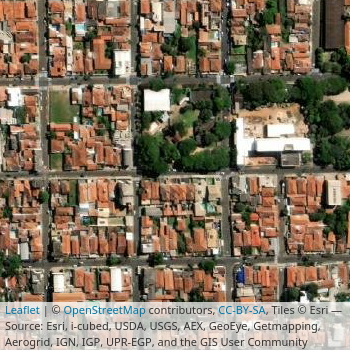 Leaflet | © OpenStreetMap contributors, CC-BY-SA, Tiles © Esri —
Source: Esri, i-cubed, USDA, USGS, AEX, GeoEye, Getmapping,
Aerogrid, IGN, IGP, UPR-EGP, and the GIS User Community